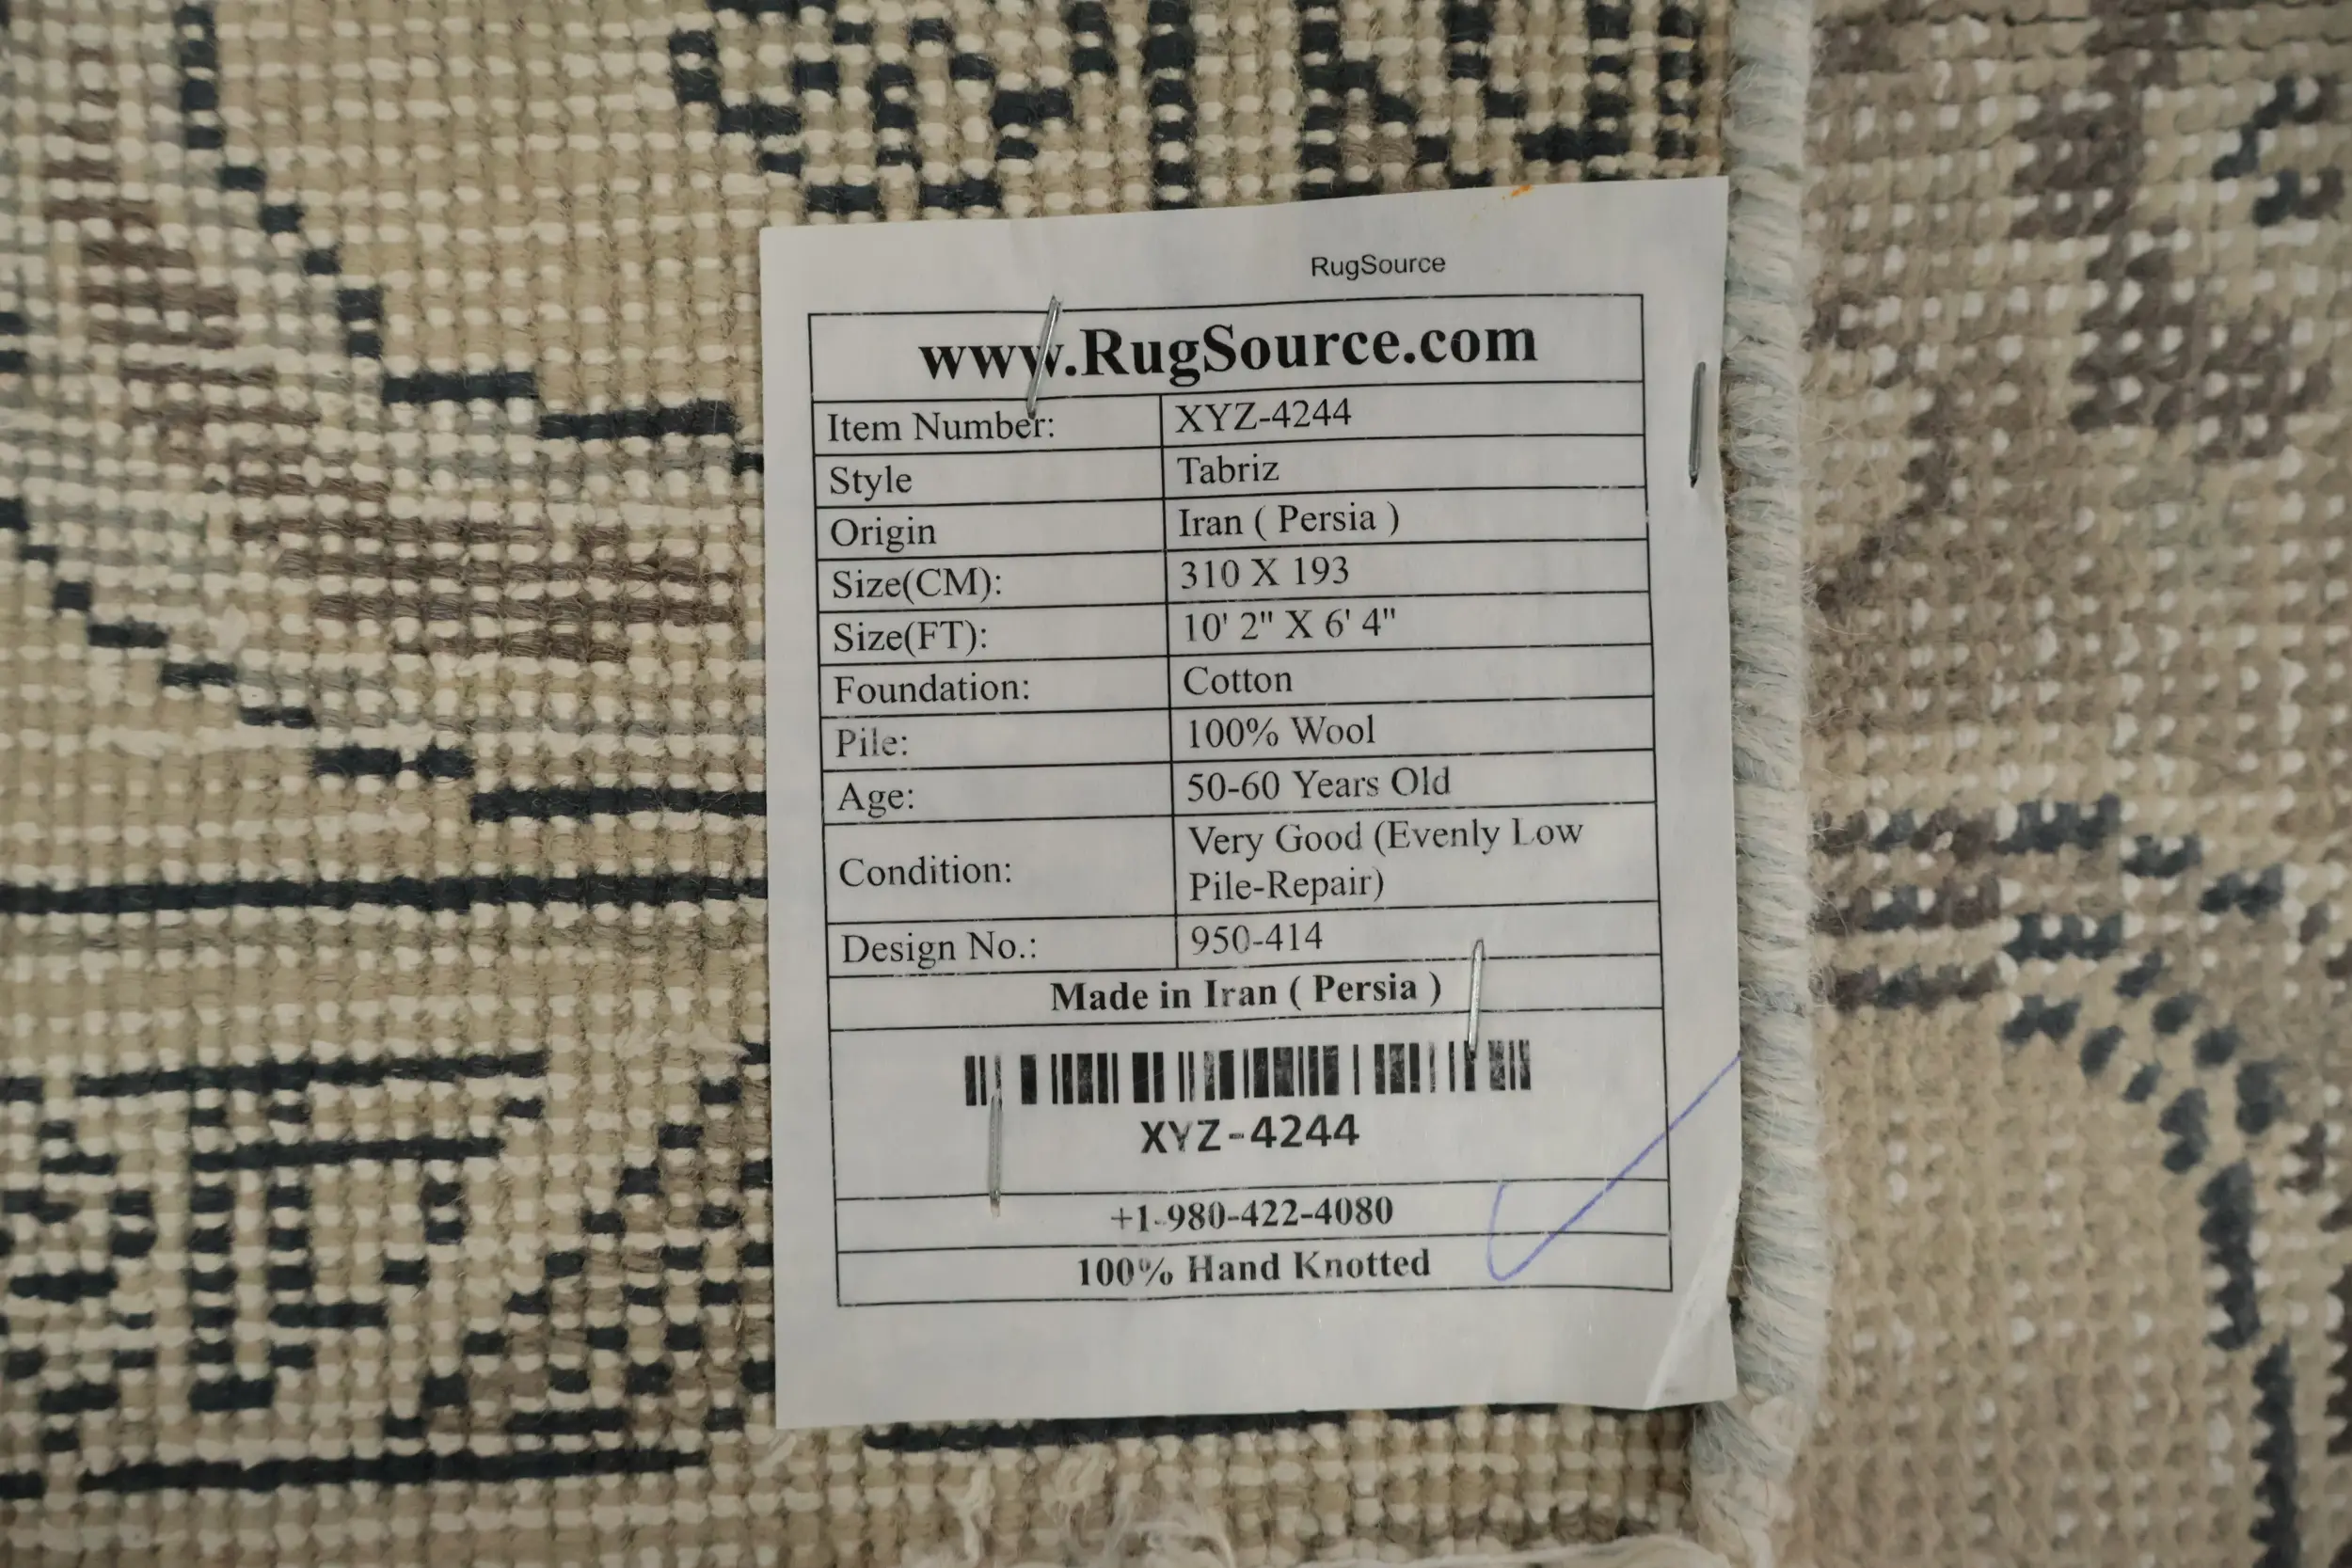 RugSource
www.RugSource.com
Item Number: XYZ-4244
Style Tabriz
Origin Iran ( Persia )
Size(CM): 310 X 193
Size(FT): 10' 2" X 6' 4"
Foundation: Cotton
Pile: 100% Wool
Age: 50-60 Years Old
Condition: Very Good (Evenly Low
Pile-Repair)
Design No.: 950-414
Made in Iran ( Persia )
XYZ-4244
+1-980-422-4080
100% Hand Knotted